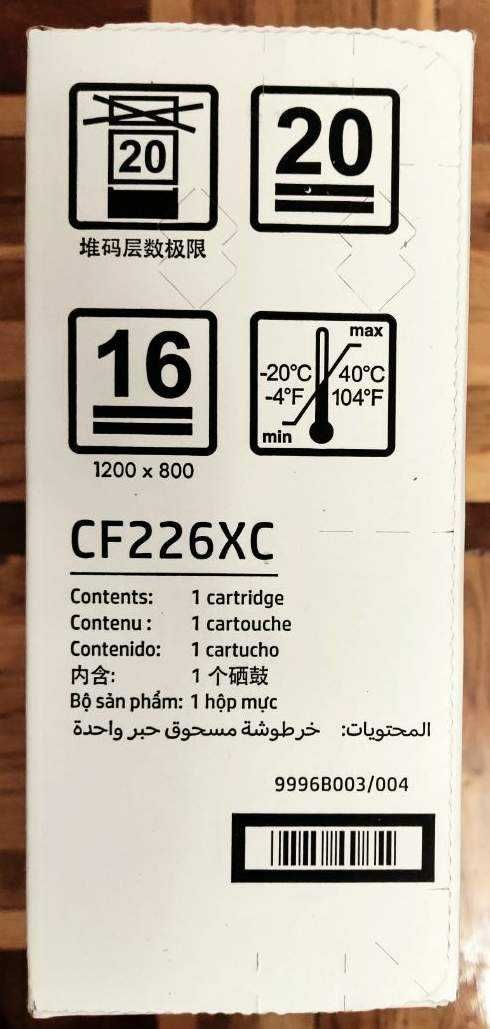 20
20
堆码层数极限
16
1200 x 800
max
-20°C
40°C
-4°F
104°F
min
CF226XC
Contents: 1 cartridge
Contenu : 1 cartouche
Contenido: 1 cartucho
内含: 1 个硒鼓
Bộ sản phẩm: 1 hộp mực
المحتويات: خرطوشة مسحوق حبر واحدة
9996B003/004